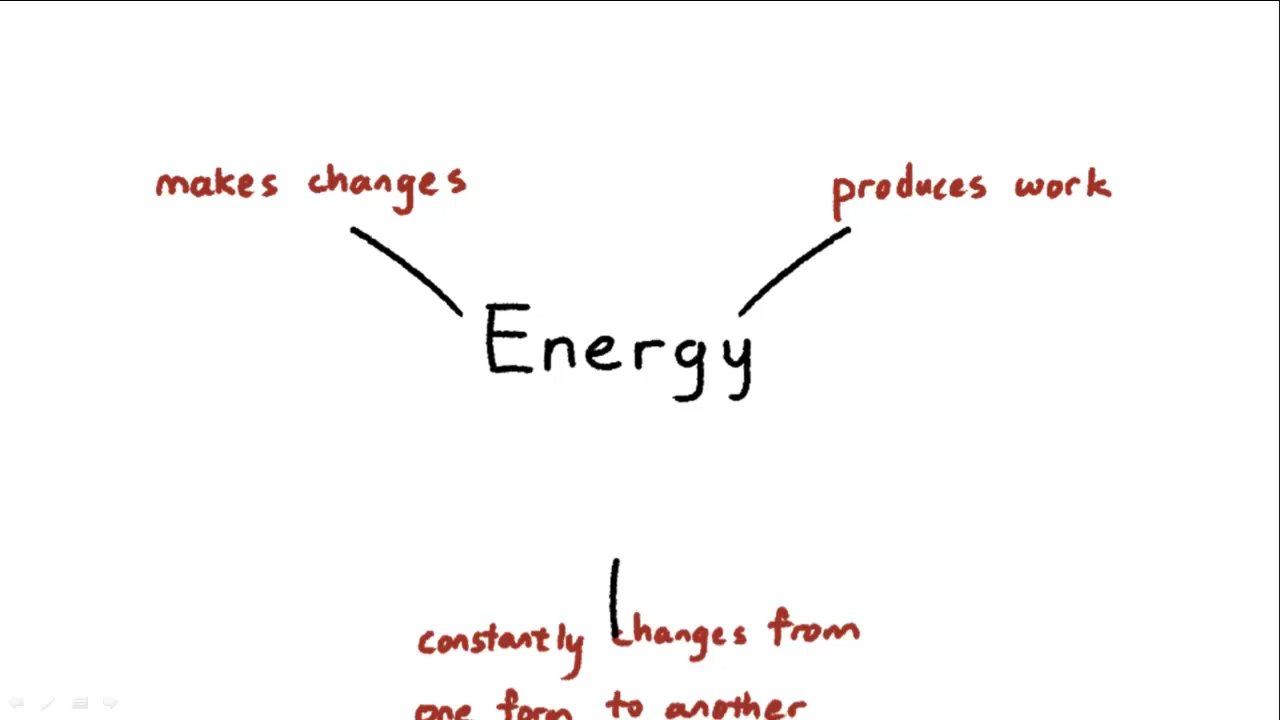 makes changes
produces work
Energy
constantly changes from
one form to another